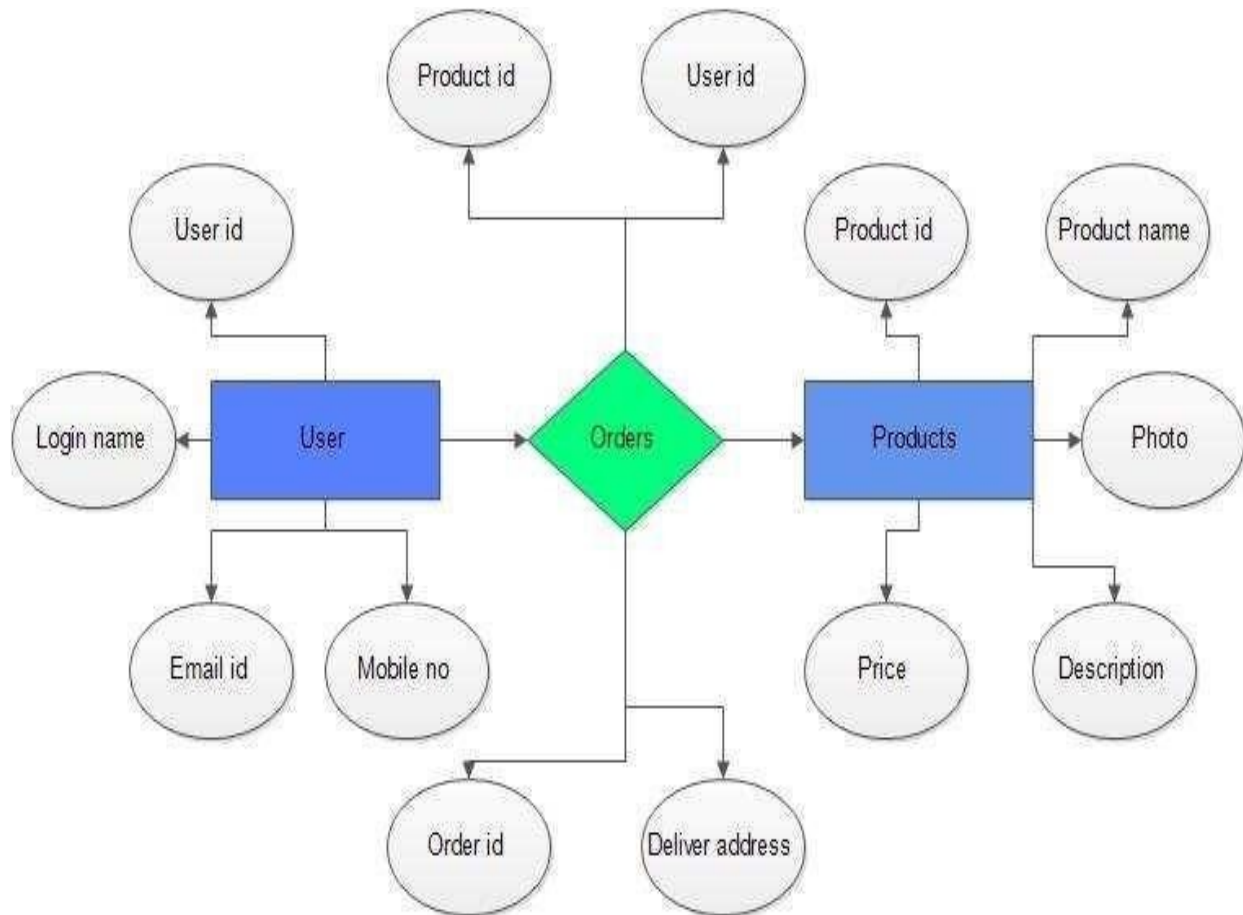 Product id
User id
User id
Product id
Product name
Login name
User
Orders
Products
Photo
Email id
Mobile no
Price
Description
Order id
Deliver address